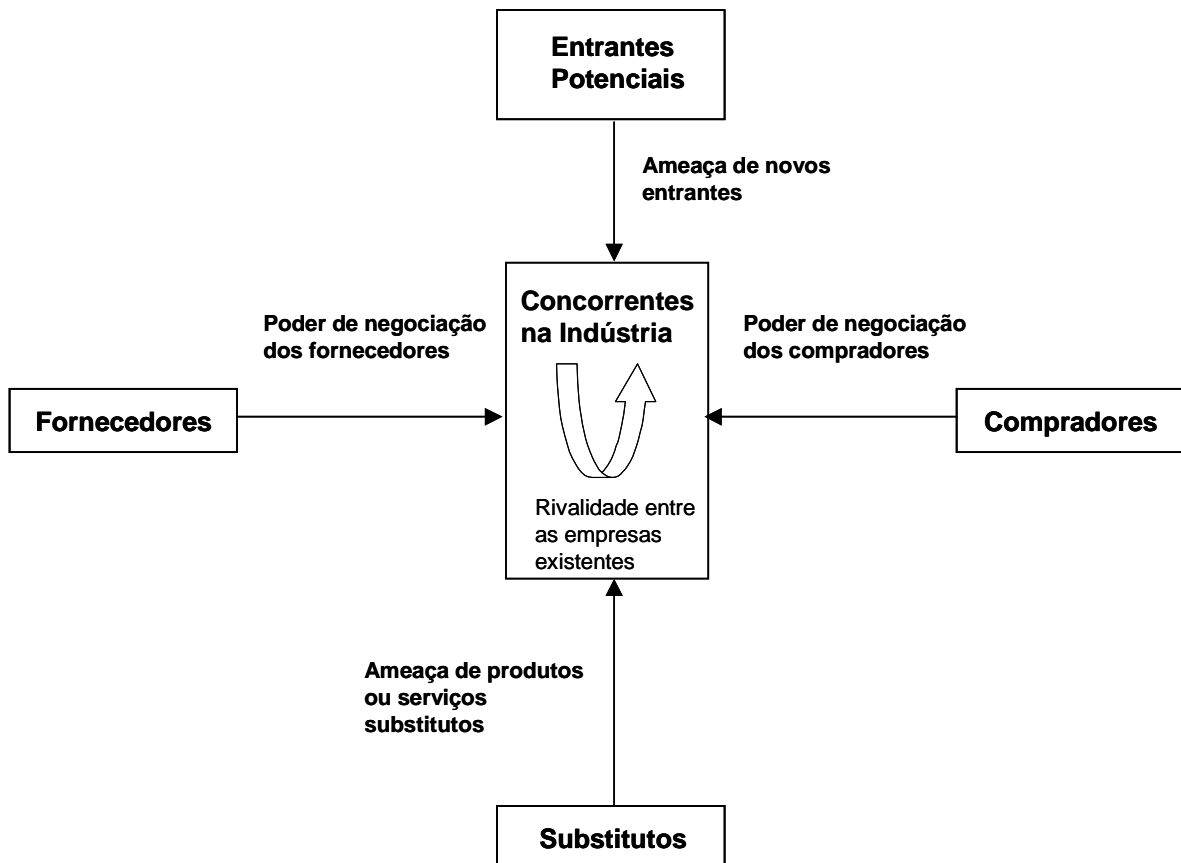 Entrantes
Potenciais
Ameaça de novos
entrantes
Concorrentes
na Indústria
Poder de negociação
dos fornecedores
Poder de negociação
dos compradores
Fornecedores
Compradores
Rivalidade entre
as empresas
existentes
Ameaça de produtos
ou serviços
substitutos
Substitutos